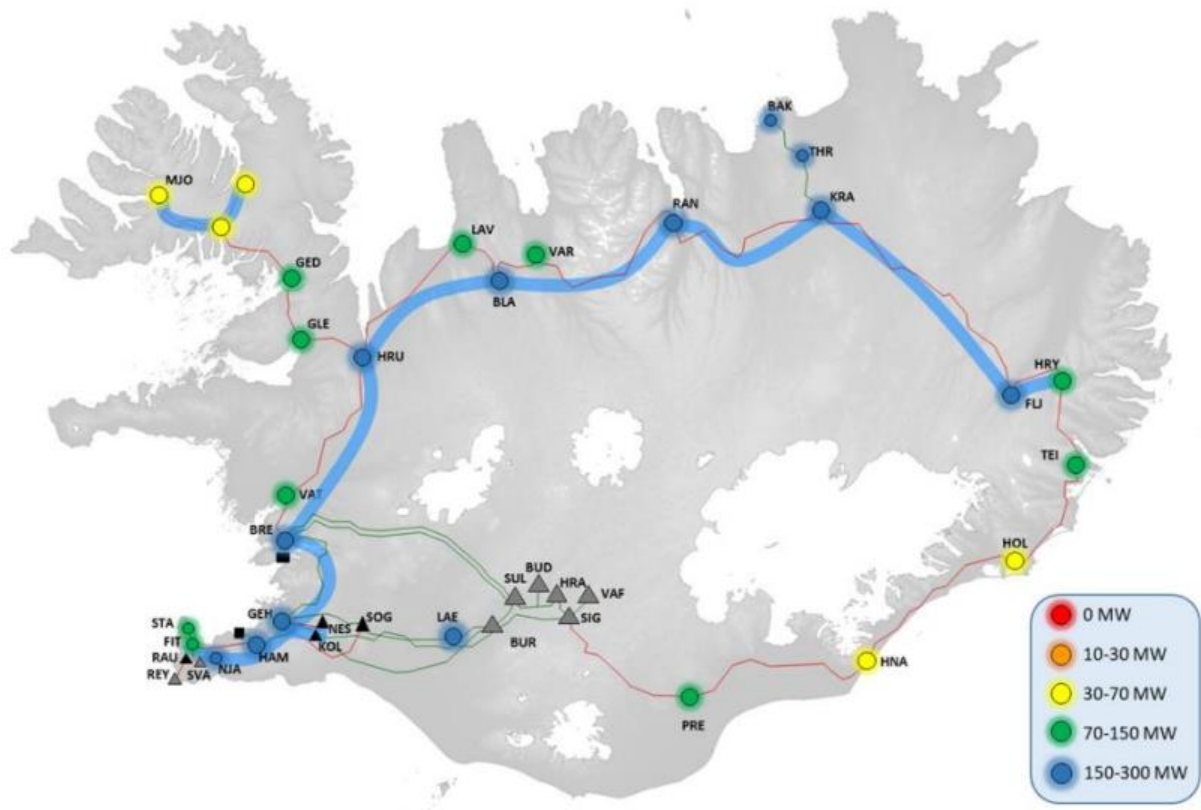 BAK
THR
MJO
KRA
RAN
LAV
VAR
GED
BLA
GLE
HRU
HRY
FLJ
TEI
VAT
BRE
HOL
BUD
SUL
HRA
VAF
GEH
SOG
LAE
SIG
STA
NES
BUR
FIT
KOL
RAU
HAM
SVA
NJA
REY
HNA
PRE
0 MW
10-30 MW
30-70 MW
70-150 MW
150-300 MW